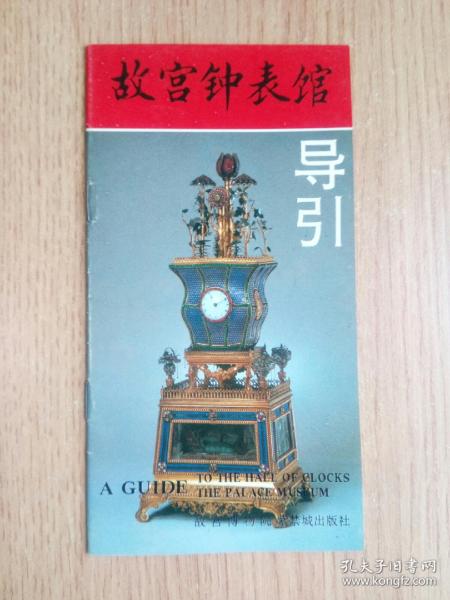 故宫钟表馆
导引
A GUIDE TO THE HALL OF CLOCKS
THE PALACE MUSEUM
故宫博物院紫禁城出版社
孔夫子旧书网
www.kongfz.com